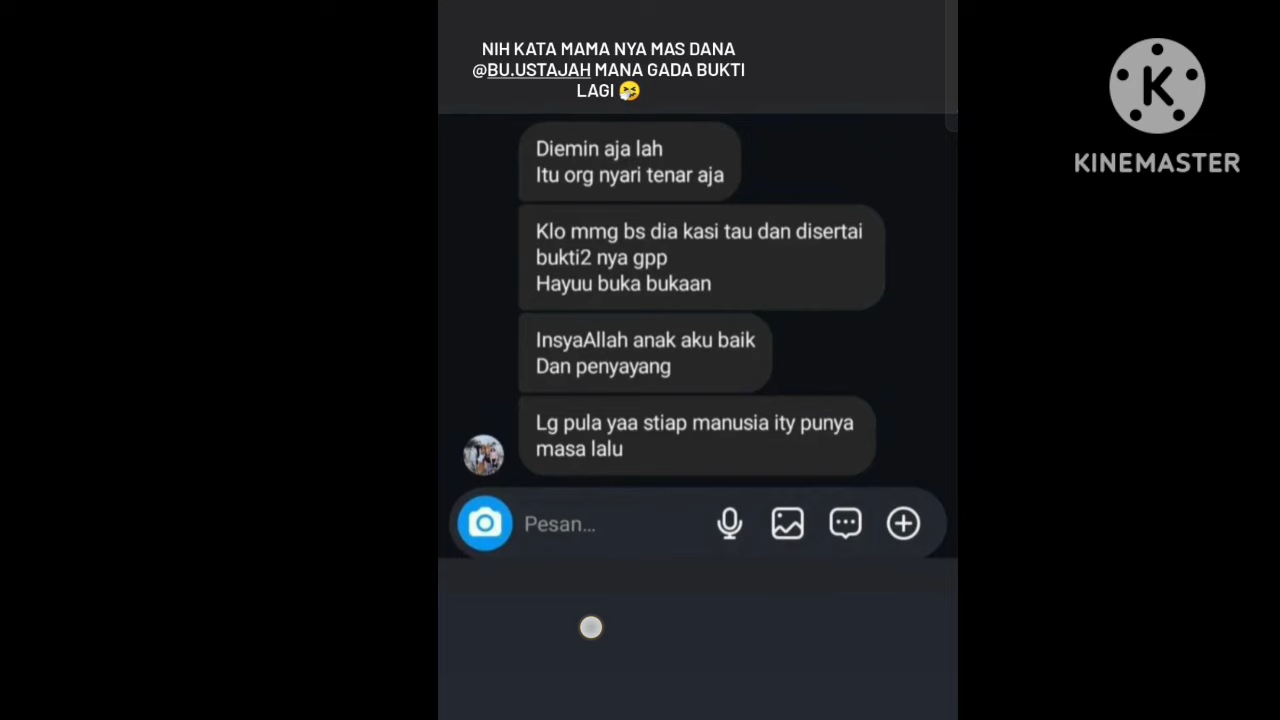 NIH KATA MAMA NYA MAS DANA
@BU.USTAJAH MANA GADA BUKTI
LAGI 🤧
Diemin aja lah
Itu org nyari tenar aja
Klo mmg bs dia kasi tau dan disertai
bukti2 nya gpp
Hayuu buka bukaan
InsyaAllah anak aku baik
Dan penyayang
Lg pula yaa stiap manusia ity punya
masa lalu
Pesan...
K
KINEMASTER